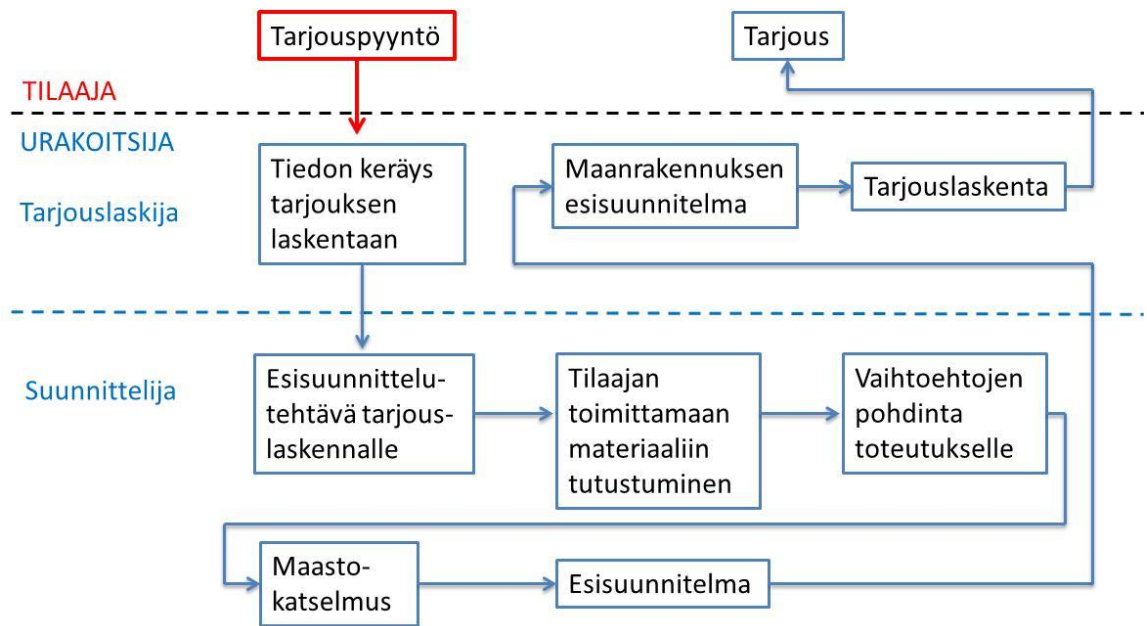 Tarjouspyyntö
Tarjous
TILAAJA
URAKOITSIJA
Tarjouslaskija
Tiedon keräys
tarjouksen
laskentaan
Maanrakennuksen
esisuunnitelma
Tarjouslaskenta
Suunnittelija
Esisuunnittelu-
tehtävä tarjous-
laskennalle
Tilaajan
toimittamaan
materiaaliin
tutustuminen
Vaihtoehtojen
pohdinta
toteutukselle
Maasto-
katselmus
Esisuunnitelma